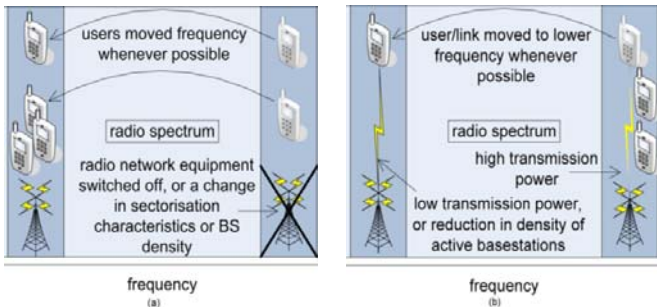 users moved frequency
whenever possible
radio spectrum
radio network equipment
switched off, or a change
in sectorisation
characteristics or BS
density
frequency
(a)
user/link moved to lower
frequency whenever
possible
radio spectrum
high transmission
power
low transmission power,
or reduction in density of
active basestations
frequency
(b)